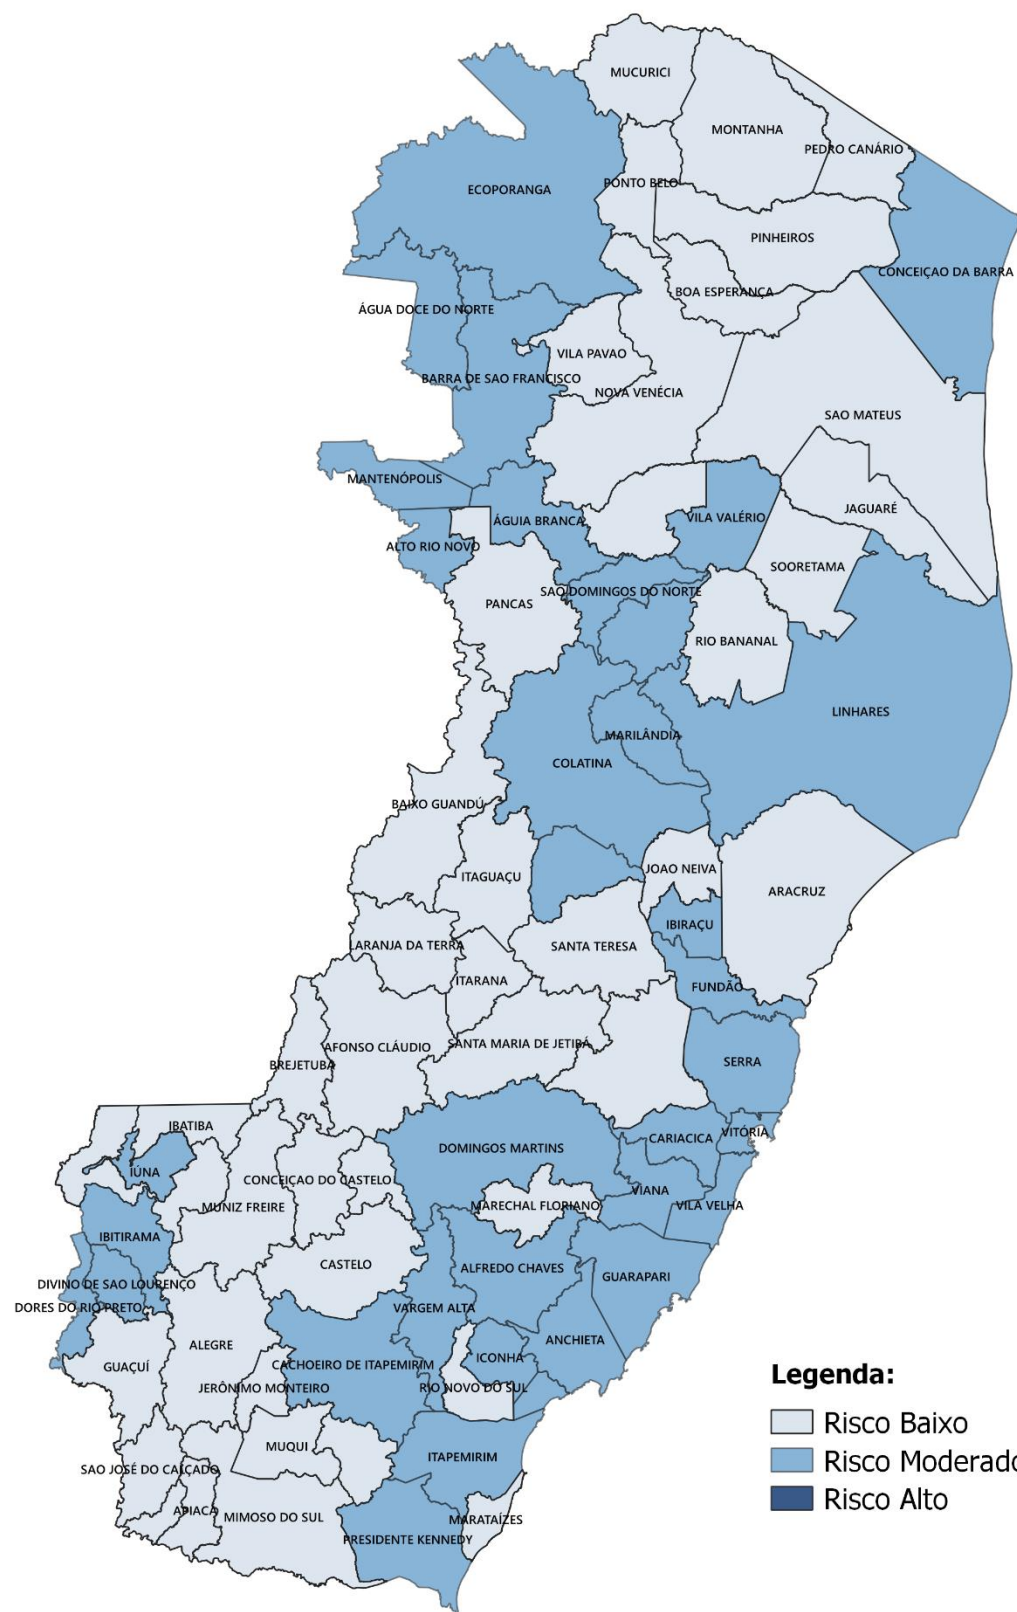 MUCURICI
MONTANHA
PEDRO CANÁRIO
ECOPORANGA
PONTO BELO
PINHEIROS
CONCEIÇAO DA BARRA
BOA ESPERANÇA
ÁGUA DOCE DO NORTE
VILA PAVAO
BARRA DE SAO FRANCISCO
NOVA VENÉCIA
SAO MATEUS
MANTENÓPOLIS
JAGUARÉ
ÁGUIA BRANCA
VILA VALÉRIO
ALTO RIO NOVO
SOORETAMA
SAO DOMINGOS DO NORTE
PANCAS
RIO BANANAL
LINHARES
MARILÂNDIA
COLATINA
BAIXO GUANDÚ
JOAO NEIVA
ITAGUAÇU
ARACRUZ
IBIRAÇU
LARANJA DA TERRA
SANTA TERESA
ITARANA
FUNDÃO
SANTA MARIA DE JETIBÁ
AFONSO CLÁUDIO
BREJETUBA
SERRA
IBATIBA
VITÓRIA
CARIACICA
DOMINGOS MARTINS
IÚNA
CONCEIÇAO DO CASTELO
VIANA
MUNIZ FREIRE
MARECHAL FLORIANO
VILA VELHA
IBITIRAMA
CASTELO
ALFREDO CHAVES
GUARAPARI
DIVINO DE SAO LOURENÇO
DORES DO RIO PRETO
VARGEM ALTA
ANCHIETA
ALEGRE
ICONHA
GUAÇUÍ
CACHOEIRO DE ITAPEMIRIM
JERÔNIMO MONTEIRO
RIO NOVO DO SUL
MUQUI
ITAPEMIRIM
SAO JOSÉ DO CALÇADO
APIACÁ
MIMOSO DO SUL
MARATAÍZES
PRESIDENTE KENNEDY
Legenda:
Risco Baixo
Risco Moderado
Risco Alto